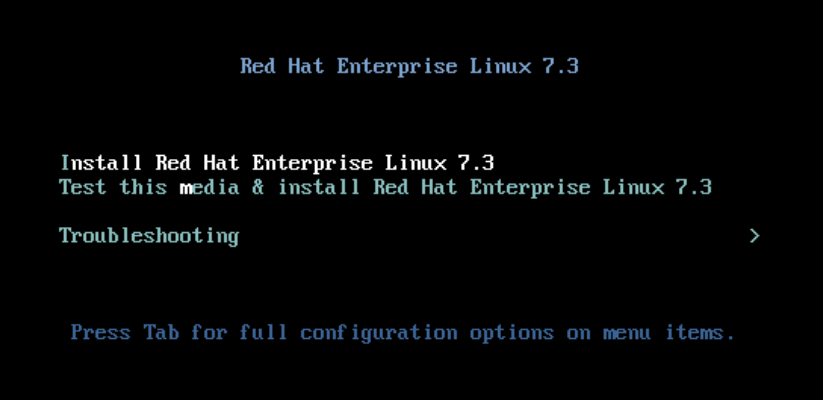 Red Hat Enterprise Linux 7.3
Install Red Hat Enterprise Linux 7.3
Test this media & install Red Hat Enterprise Linux 7.3
Troubleshooting >
Press Tab for full configuration options on menu items.